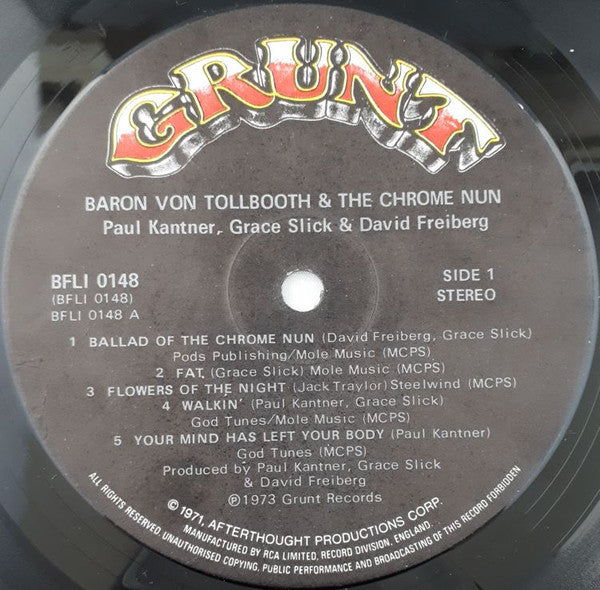 GRUNT
BARON VON TOLLBOOTH & THE CHROME NUN
Paul Kantner, Grace Slick & David Freiberg
BFLI 0148
(BFLI 0148)
BFLI 0148 A
SIDE 1
STEREO
1 BALLAD OF THE CHROME NUN (David Freiberg, Grace Slick)
Pods Publishing/Mole Music (MCPS)
2 FAT, (Grace Slick) Mole Music (MCPS)
3 FLOWERS OF THE NIGHT (Jack Traylor) Steelwind (MCPS)
4 WALKIN' (Paul Kantner, Grace Slick)
God Tunes/Mole Music (MCPS)
5 YOUR MIND HAS LEFT YOUR BODY (Paul Kantner)
God Tunes (MCPS)
Produced by Paul Kantner, Grace Slick
& David Freiberg
℗1973 Grunt Records
© 1971, AFTERTHOUGHT PRODUCTIONS CORP.
MANUFACTURED BY RCA LIMITED, RECORD DIVISION, ENGLAND.
ALL RIGHTS RESERVED. UNAUTHORISED COPYING, PUBLIC PERFORMANCE AND BROADCASTING OF THIS RECORD FORBIDDEN